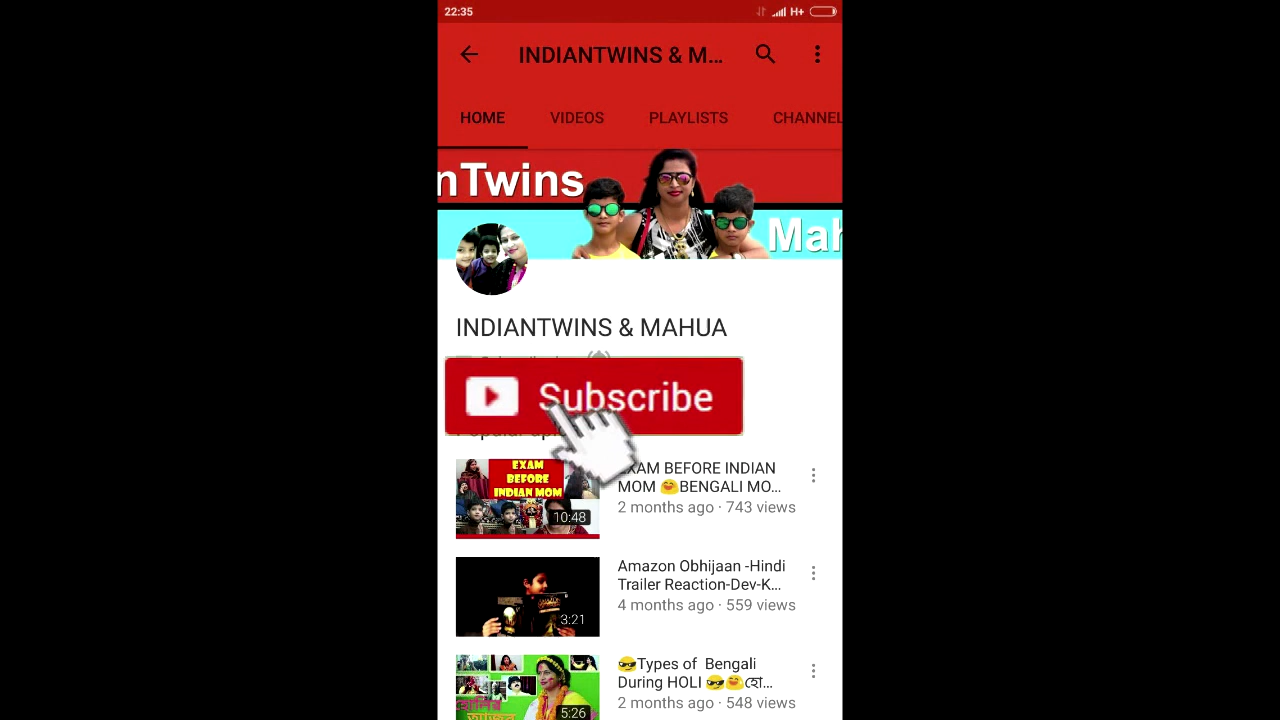 22:35
H+
INDIANTWINS & M...
HOME VIDEOS PLAYLISTS CHANNEL
nTwins
Mah
INDIANTWINS & MAHUA
Subscribe
EXAM BEFORE INDIAN
MOM 😄BENGALI MO...
2 months ago · 743 views
EXAM
BEFORE
INDIAN MOM
10:48
Amazon Obhijaan -Hindi
Trailer Reaction-Dev-K...
4 months ago · 559 views
3:21
😎Types of Bengali
During HOLI 😎😄হো...
2 months ago · 548 views
5:26